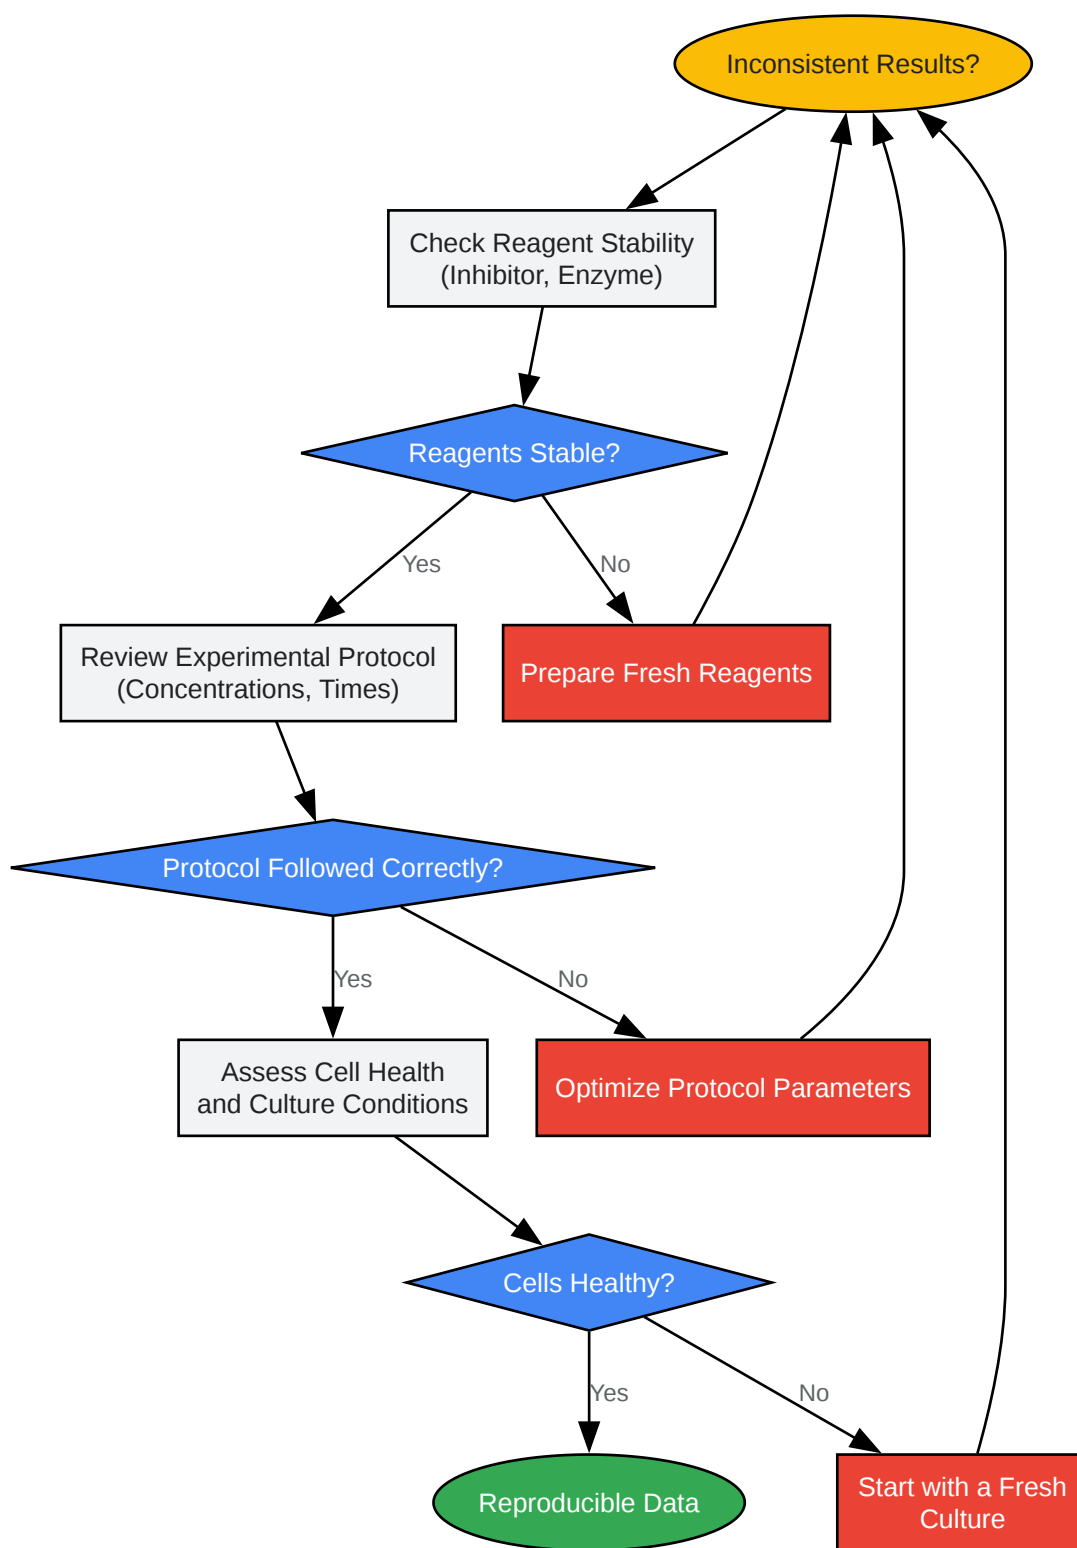 Inconsistent Results?
Check Reagent Stability
(Inhibitor, Enzyme)
Reagents Stable?
Yes
No
Review Experimental Protocol
(Concentrations, Times)
Prepare Fresh Reagents
Protocol Followed Correctly?
Yes
No
Assess Cell Health
and Culture Conditions
Optimize Protocol Parameters
Cells Healthy?
Yes
No
Reproducible Data
Start with a Fresh
Culture